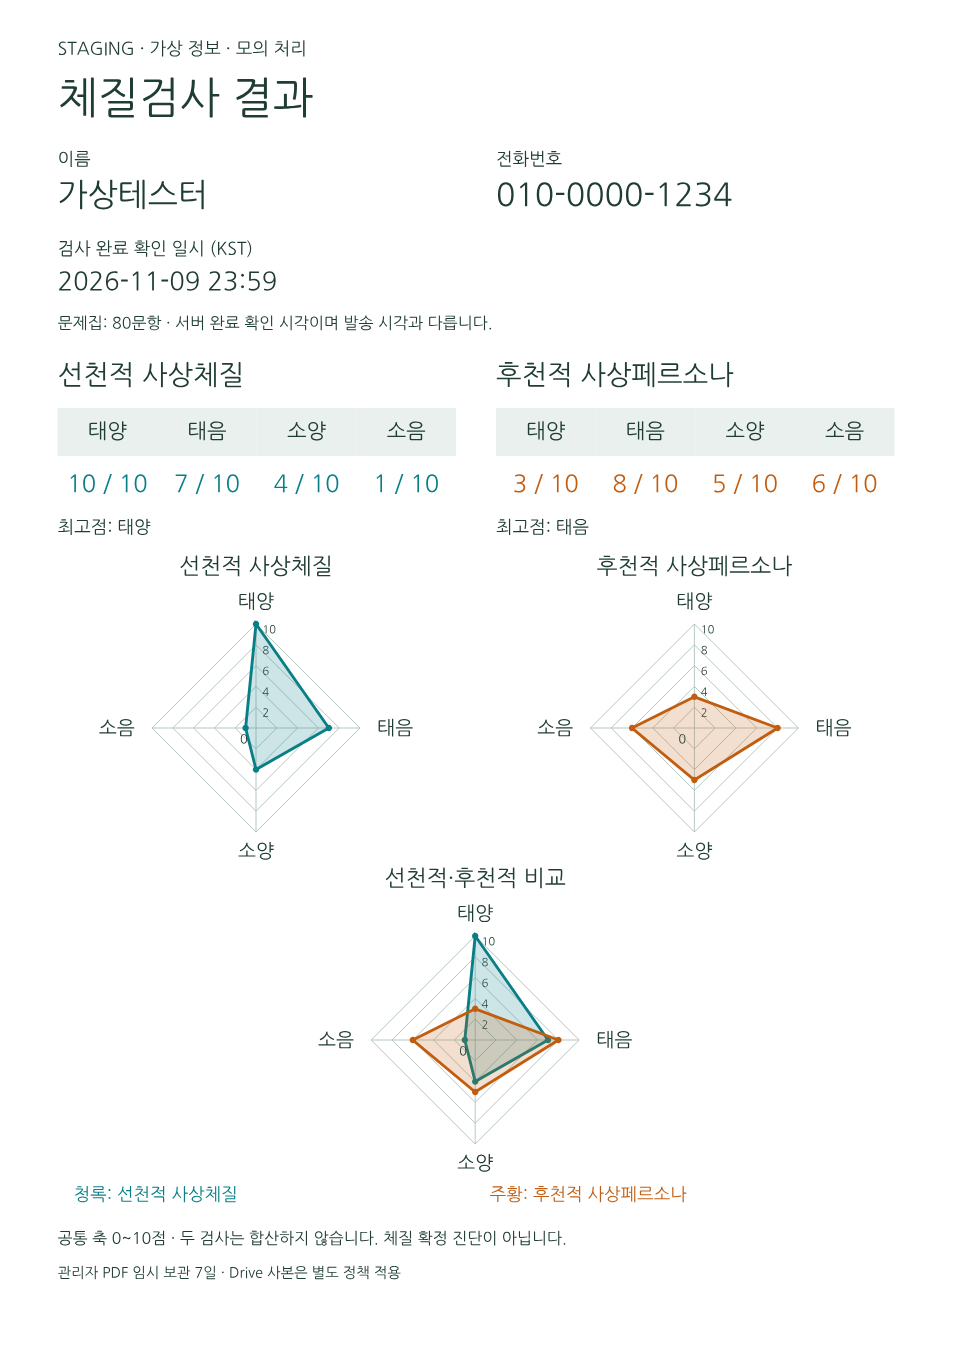 STAGING · 가상 정보 · 모의 처리
체질검사 결과
이름
가상테스터
전화번호
010-0000-1234
검사 완료 확인 일시 (KST)
2026-11-09 23:59
문제집: 80문항 · 서버 완료 확인 시각이며 발송 시각과 다릅니다.
선천적 사상체질
태양 태음 소양 소음
10 / 10 7 / 10 4 / 10 1 / 10
최고점: 태양
후천적 사상페르소나
태양 태음 소양 소음
3 / 10 8 / 10 5 / 10 6 / 10
최고점: 태음
선천적 사상체질
태양
10
8
6
4
2
0
소음
태음
소양
후천적 사상페르소나
태양
10
8
6
4
2
0
소음
태음
소양
선천적·후천적 비교
태양
10
8
6
4
2
0
소음
태음
소양
청록: 선천적 사상체질
주황: 후천적 사상페르소나
공통 축 0~10점 · 두 검사는 합산하지 않습니다. 체질 확정 진단이 아닙니다.
관리자 PDF 임시 보관 7일 · Drive 사본은 별도 정책 적용